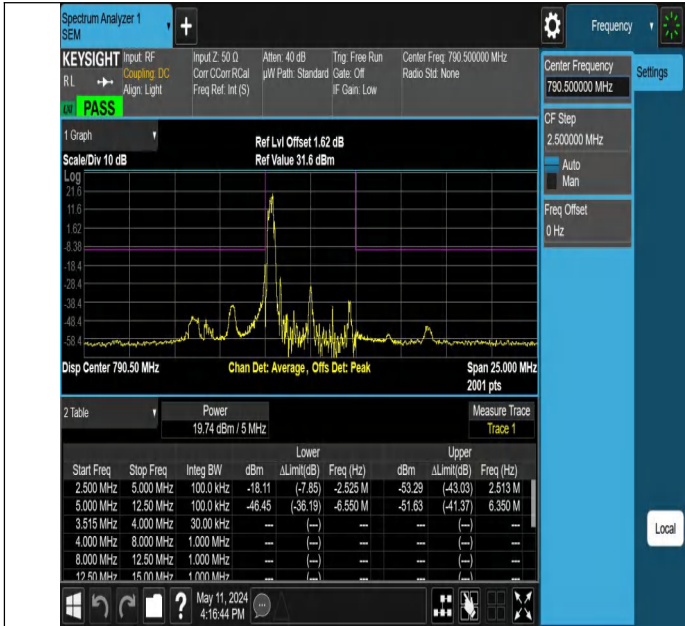 Spectrum Analyzer 1
SEM
+
Frequency
KEYSIGHT
RL
PASS
Input: RF
Coupling: DC
Align: Light
Input Z: 50 Ω
Corr CCorr RCal
Freq Ref: Int (S)
Atten: 40 dB
µW Path: Standard
Trig: Free Run
Gate: Off
IF Gain: Low
Center Freq: 790.500000 MHz
Radio Std: None
Center Frequency
790.500000 MHz
Settings
CF Step
2.500000 MHz
Auto
Man
Freq Offset
0 Hz
1 Graph
Scale/Div 10 dB
Ref Lvl Offset 1.62 dB
Ref Value 31.6 dBm
Log
21.6
11.6
1.62
-8.38
-18.4
-28.4
-38.4
-48.4
-58.4
Disp Center 790.50 MHz
Chan Det: Average, Offs Det: Peak
Span 25.000 MHz
2001 pts
2 Table
Power
19.74 dBm / 5 MHz
Measure Trace
Trace 1
Lower Upper
Start Freq Stop Freq Integ BW dBm ΔLimit(dB) Freq (Hz) dBm ΔLimit(dB) Freq (Hz)
2.500 MHz 5.000 MHz 100.0 kHz -18.11 (-7.85) -2.525 M -53.29 (-43.03) 2.513 M
5.000 MHz 12.50 MHz 100.0 kHz -46.45 (-36.19) -6.550 M -51.63 (-41.37) 6.350 M
3.515 MHz 4.000 MHz 30.00 kHz --- (---) --- --- (---) ---
4.000 MHz 8.000 MHz 1.000 MHz --- (---) --- --- (---) ---
8.000 MHz 12.50 MHz 1.000 MHz --- (---) --- --- (---) ---
12.50 MHz 15.00 MHz 1.000 MHz --- (---) --- --- (---) ---
Local
?
May 11, 2024
4:16:44 PM